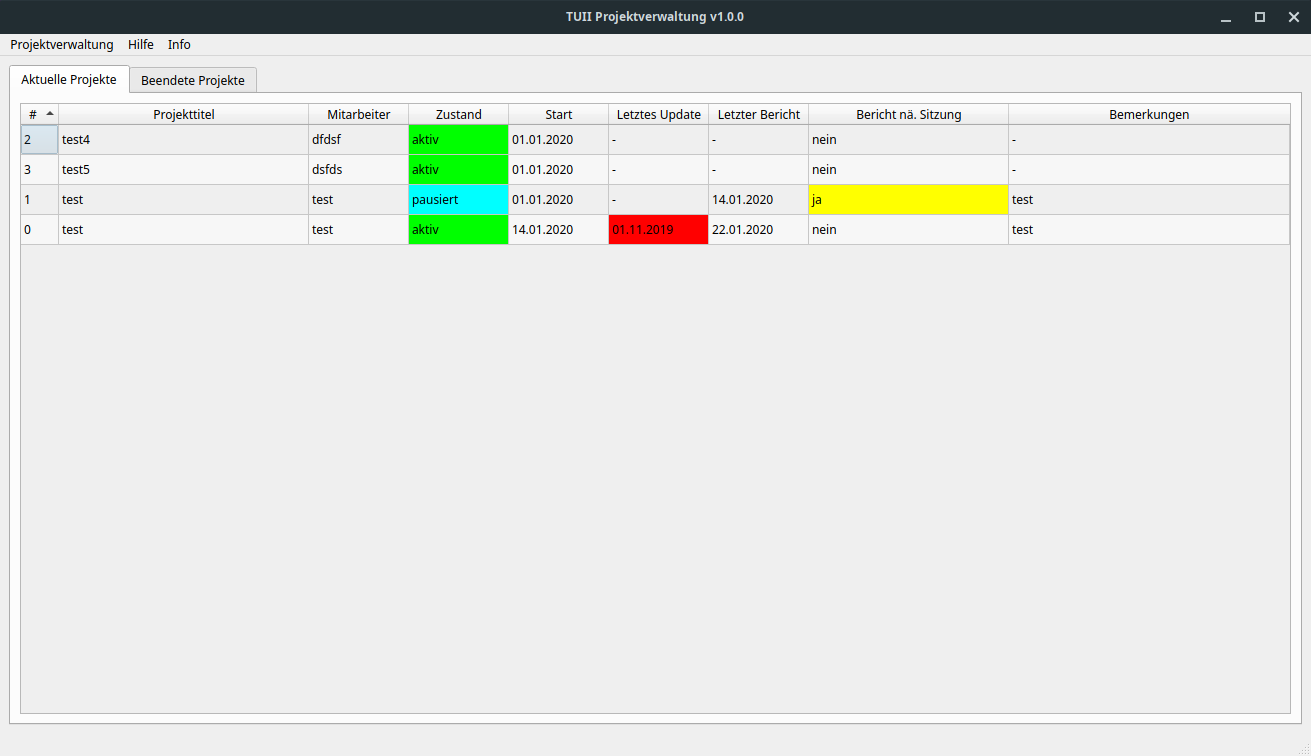 TUII Projektverwaltung v1.0.0
Projektverwaltung Hilfe Info
Aktuelle Projekte Beendete Projekte
# Projekttitel Mitarbeiter Zustand Start Letztes Update Letzter Bericht Bericht nä. Sitzung Bemerkungen
2 test4 dfdsf aktiv 01.01.2020 - - nein -
3 test5 dsfds aktiv 01.01.2020 - - nein -
1 test test pausiert 01.01.2020 - 14.01.2020 ja test
0 test test aktiv 14.01.2020 01.11.2019 22.01.2020 nein test